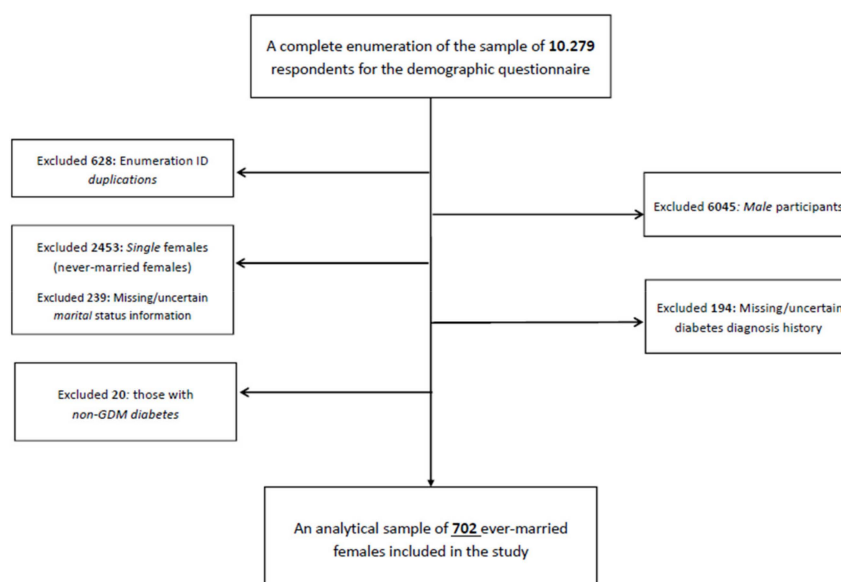 A complete enumeration of the sample of 10.279
respondents for the demographic questionnaire
Excluded 628: Enumeration ID
duplications
Excluded 6045: Male participants
Excluded 2453: Single females
(never-married females)
Excluded 239: Missing/uncertain
marital status information
Excluded 194: Missing/uncertain
diabetes diagnosis history
Excluded 20: those with
non-GDM diabetes
An analytical sample of 702 ever-married
females included in the study